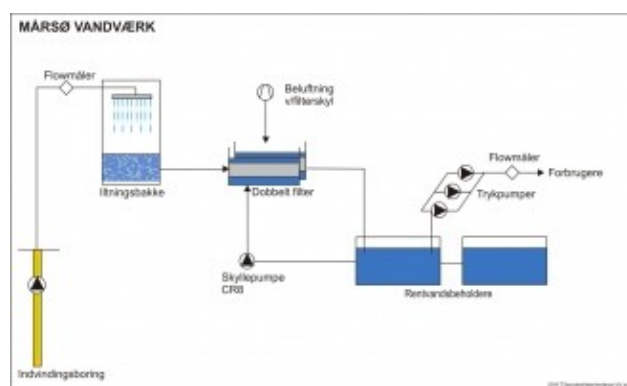 MÅRSØ VANDVÆRK
Flowmåler
Beluftning
v/filterskyl
Iltningsbakke
Dobbelt filter
Flowmåler
Forbrugere
Trykpumper
Skyllepumpe
CR8
Rentvandsbeholdere
Indvindingsboring